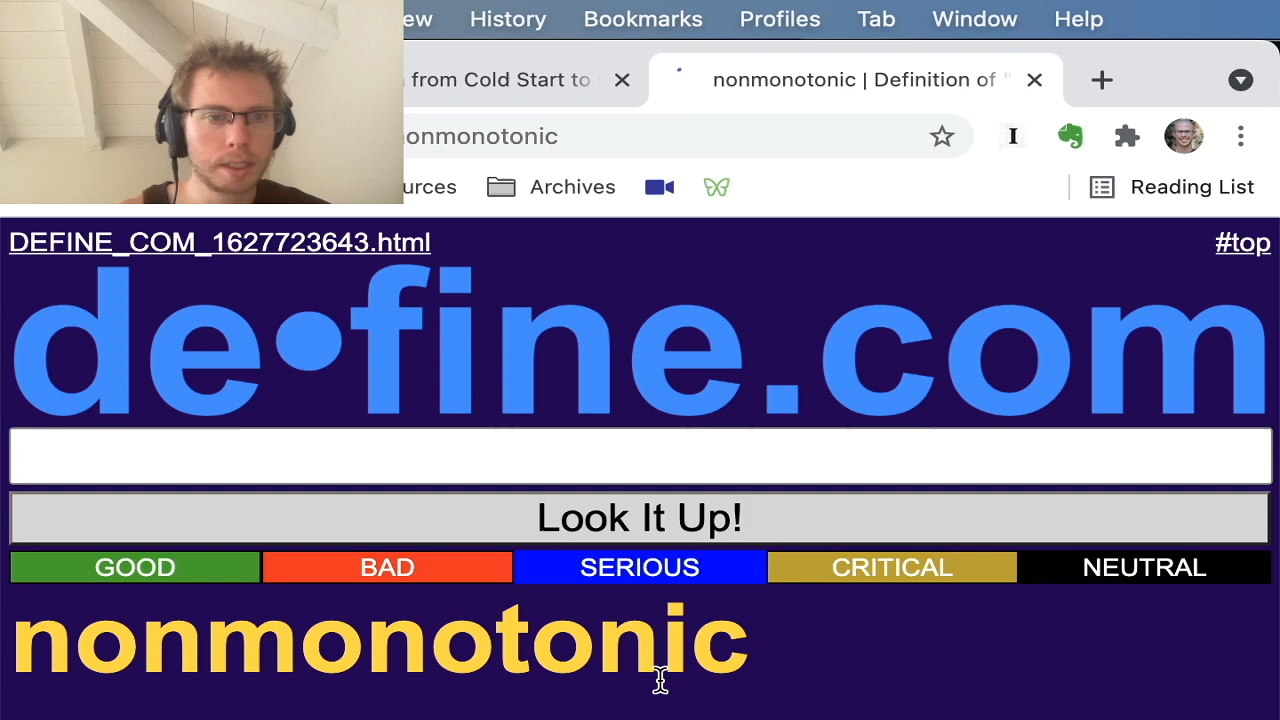 ew History Bookmarks Profiles Tab Window Help
from Cold Start to
nonmonotonic | Definition of "
onmonotonic
urces Archives Reading List
DEFINE_COM_1627723643.html #top
de•fine.com
Look It Up!
GOOD BAD SERIOUS CRITICAL NEUTRAL
nonmonotonic